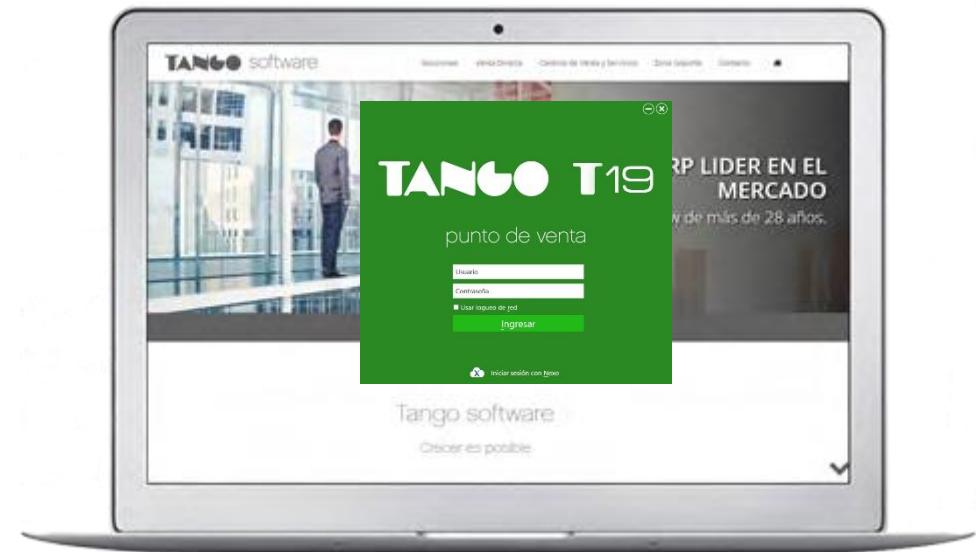 TANGO software
Soluciones Venta Directa Centros de Venta y Servicios Zona Soporte Contacto
RP LIDER EN EL
MERCADO
w de más de 28 años.
TANGO T19
punto de venta
Usuario
Contraseña
Usar logueo de red
Ingresar
X Iniciar sesión con Nexo
Tango software
Crecer es posible